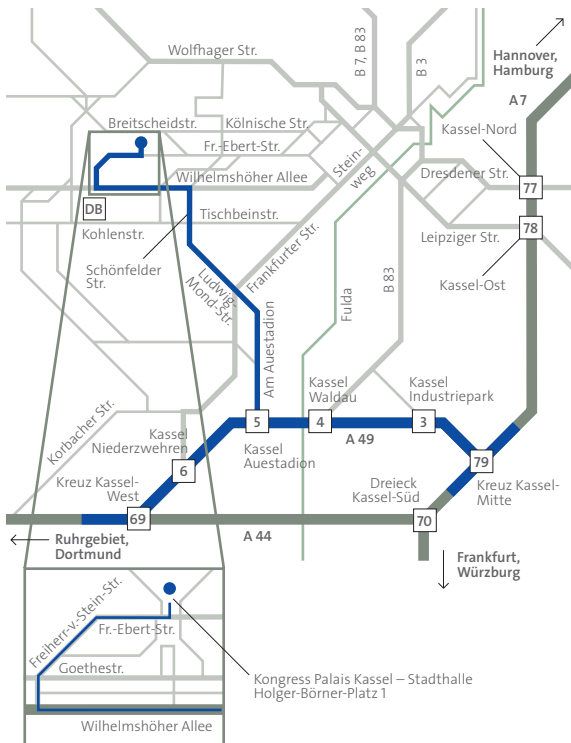 Wolfhager Str.
B 7, B 83
B 3
Hannover,
Hamburg
A 7
Breitscheidstr.
Kölnische Str.
Kassel-Nord
Fr.-Ebert-Str.
Stein-
weg
Wilhelmshöher Allee
Dresdener Str.
77
DB
Tischbeinstr.
78
Kohlenstr.
Leipziger Str.
Schönfelder
Str.
Frankfurter Str.
Kassel-Ost
Ludwig-
Mond-Str.
Fulda
B 83
Am Auestadion
Kassel
Waldau
Kassel
Industriepark
Korbacher Str.
5
4
3
Kassel
Niederzwehren
A 49
Kassel
Auestadion
6
79
Kreuz Kassel-
West
Dreieck
Kassel-Süd
Kreuz Kassel-
Mitte
69
70
A 44
Ruhrgebiet,
Dortmund
Frankfurt,
Würzburg
Freiherr-v.-Stein-Str.
Fr.-Ebert-Str.
Goethestr.
Kongress Palais Kassel – Stadthalle
Holger-Börner-Platz 1
Wilhelmshöher Allee